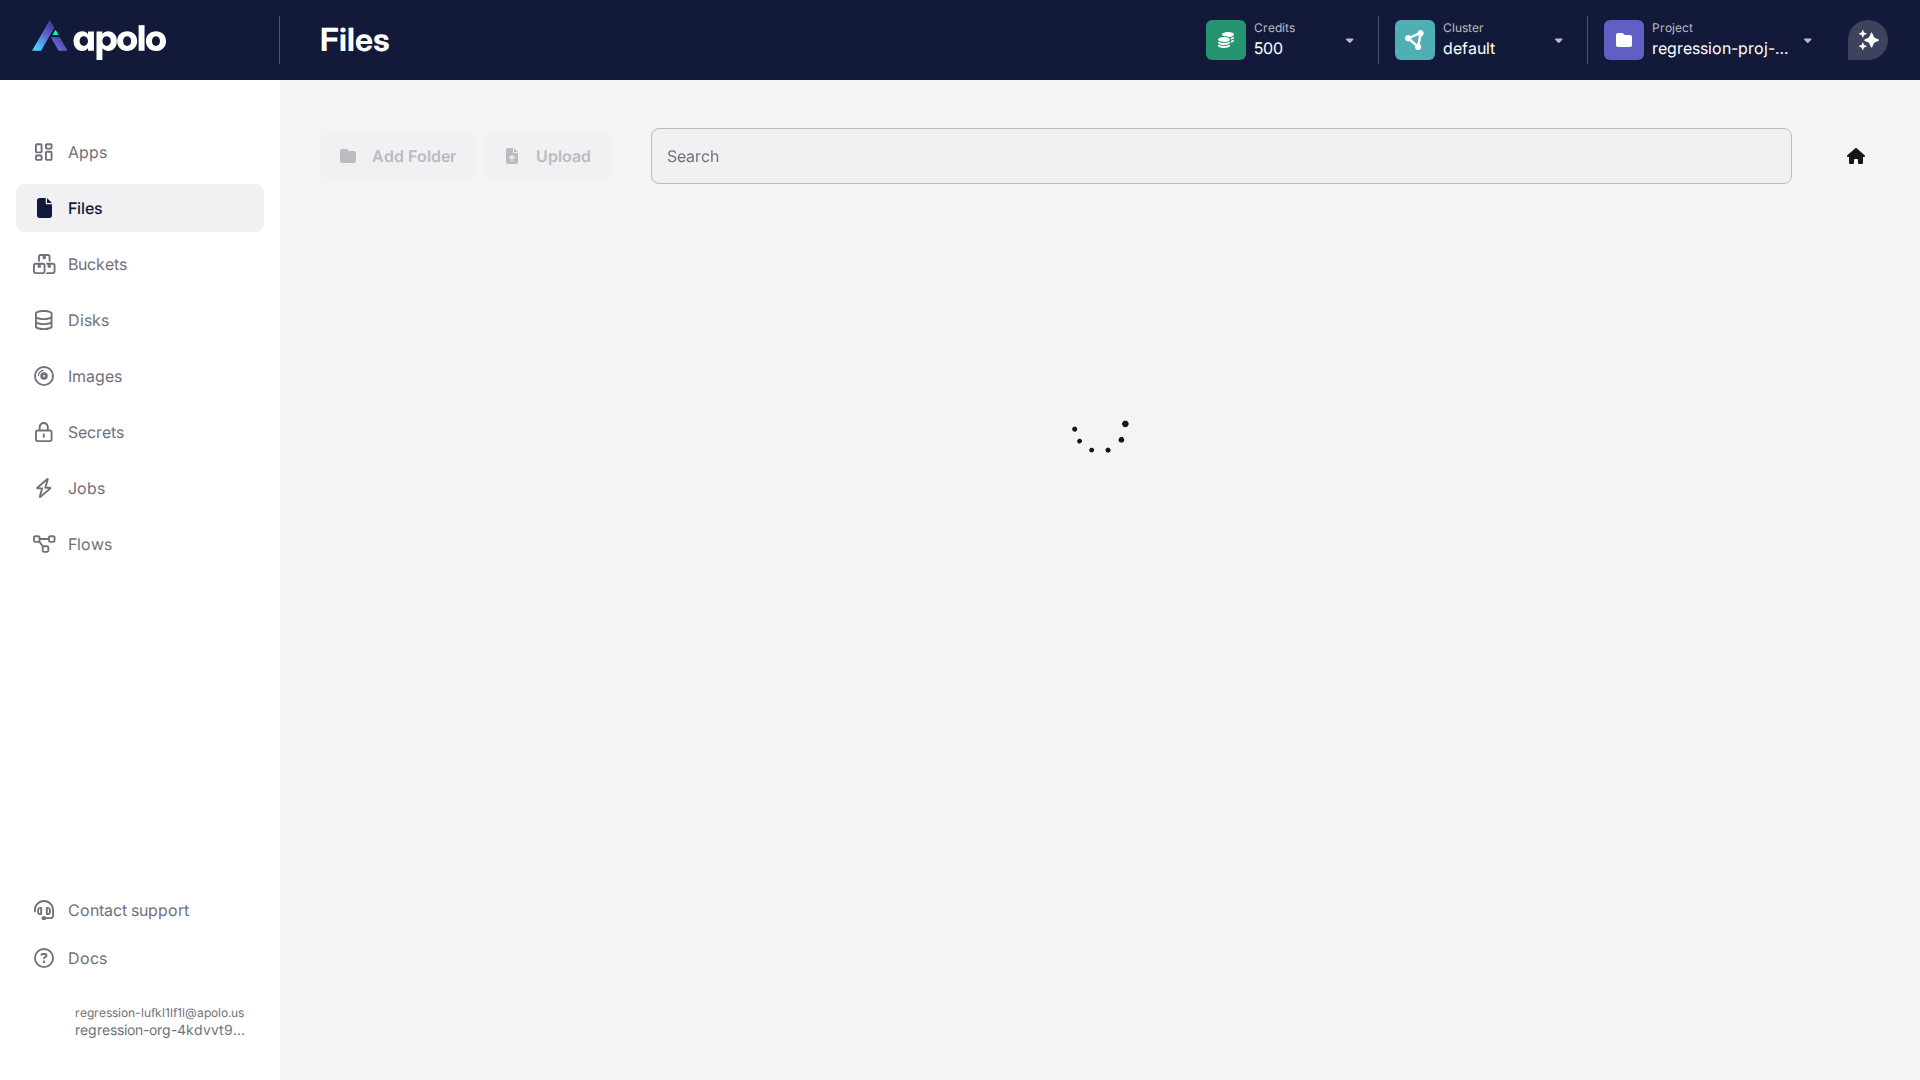 apolo
Files
Credits
500
Cluster
default
Project
regression-proj-...
Apps
Files
Buckets
Disks
Images
Secrets
Jobs
Flows
Add Folder
Upload
Search
Contact support
Docs
regression-lufkl1lf1l@apolo.us
regression-org-4kdvvt9...